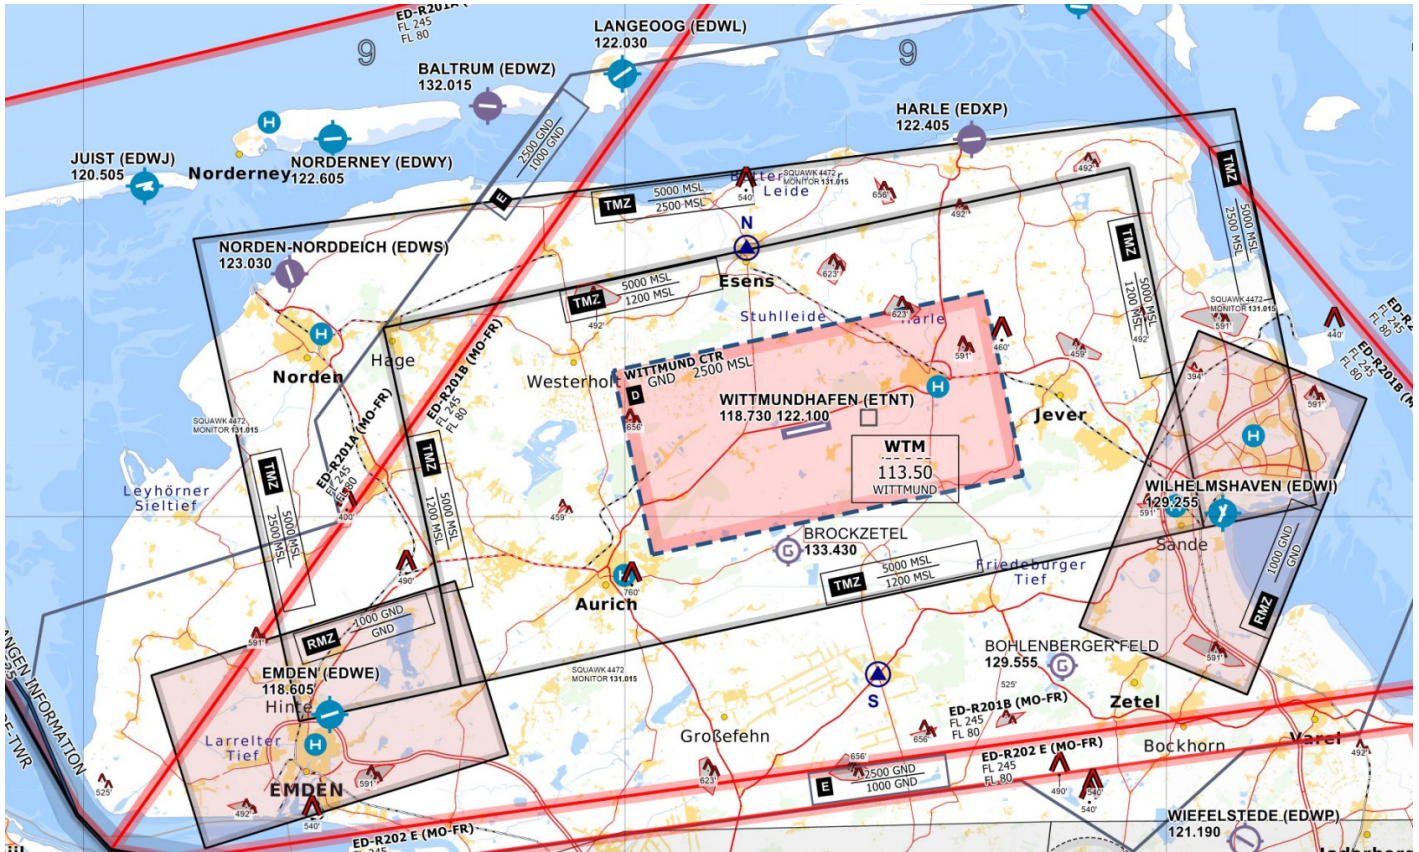 ED-R201A (
FL 245
FL 80
9
9
LANGEOOG (EDWL)
122.030
BALTRUM (EDWZ)
132.015
HARLE (EDXP)
122.405
JUIST (EDWJ)
120.505
H
Norderney
NORDERNEY (EDWY)
122.605
2500 GND
1000 GND
E
TMZ
5000 MSL
2500 MSL
540'
SQUAWK 4472
MONITOR 131.015
Leide
656'
492'
492'
TMZ
5000 MSL
2500 MSL
N
Esens
NORDEN-NORDDEICH (EDWS)
123.030
TMZ
5000 MSL
1200 MSL
492'
623'
623'
Stuhlleide
Harle
TMZ
5000 MSL
1200 MSL
492'
SQUAWK 4472
MONITOR 131.015
591'
440'
H
Norden
Hage
ED-R201B (MO-FR)
FL 245
FL 80
Westerholt
WITTMUND CTR
D
GND
2500 MSL
656'
591'
460'
459'
394'
591'
ED-R201B (M
FL 245
FL 80
WITTMUNDHAFEN (ETNT)
118.730 122.100
H
Jever
SQUAWK 4472
MONITOR 131.015
ED-R201A (MO-FR)
FL 245
FL 80
400'
WTM
113.50
WITTMUND
H
WILHELMSHAVEN (EDWI)
129.255
591'
H
Sande
Leyhörner
Sieltief
TMZ
5000 MSL
2500 MSL
TMZ
5000 MSL
1200 MSL
459'
490'
G
BROCKZETEL
133.430
TMZ
5000 MSL
1200 MSL
Friedeburger
Tief
1000 GND
GND
RMZ
H
760'
Aurich
591'
RMZ
1000 GND
GND
SQUAWK 4472
MONITOR 131.015
S
BOHLENBERGER FELD
129.555
G
525'
591'
EMDEN (EDWE)
118.605
Hinte
Larrelter
Tief
H
EMDEN
492'
540'
591'
525'
ANGEN INFORMATION
Großefehn
623'
656'
656'
E
2500 GND
1000 GND
ED-R201B (MO-FR)
FL 245
FL 80
ED-R202 E (MO-FR)
FL 245
FL 80
Zetel
Bockhorn
Varel
492'
490'
540'
540'
ED-R202 E (MO-FR)
FL 245
WIEFELSTEDE (EDWP)
121.190